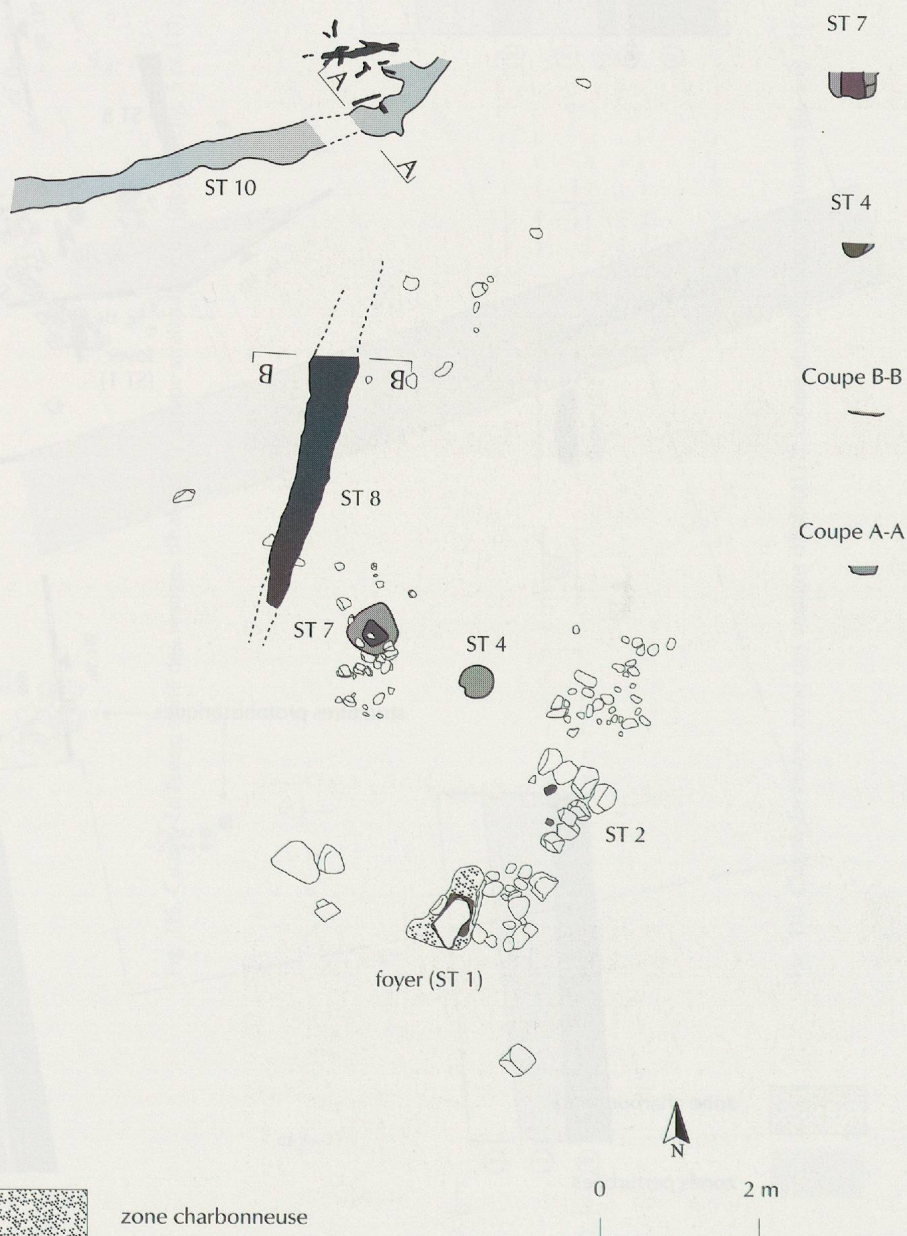 ST 7
A
A
ST 10
ST 4
B
B
Coupe B-B
ST 8
Coupe A-A
ST 7
ST 4
ST 2
foyer (ST 1)
N
0 2 m
zone charbonneuse